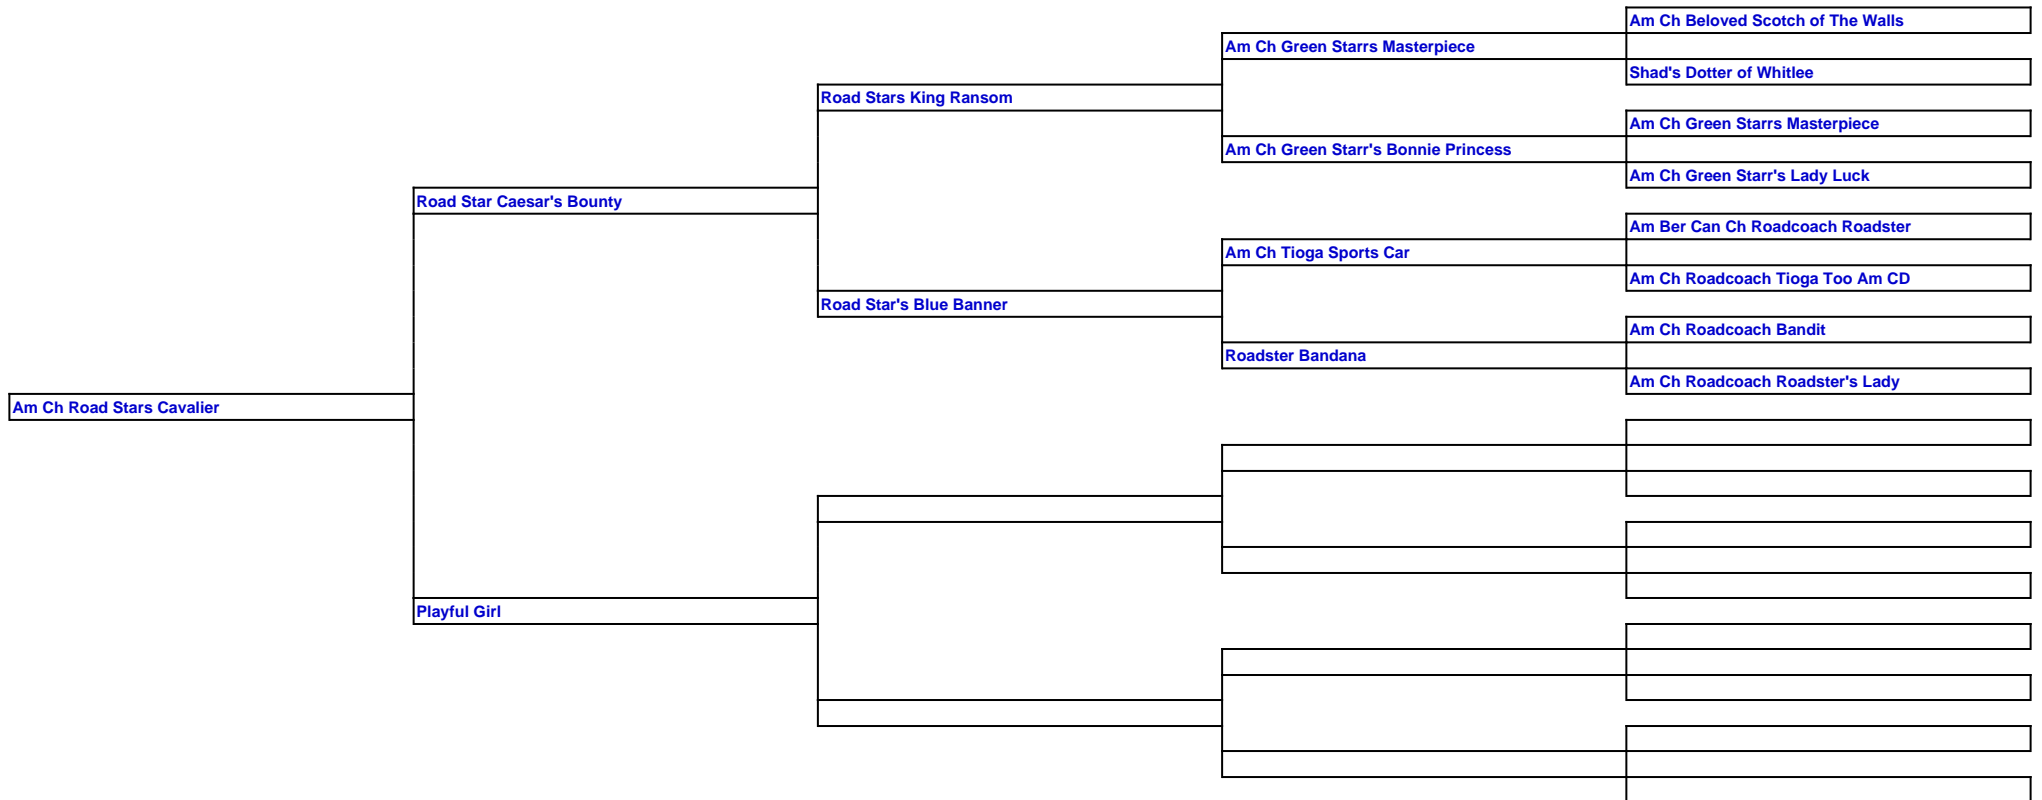 Am Ch Beloved Scotch of The Walls
Am Ch Green Starrs Masterpiece
Shad's Dotter of Whitlee
Road Stars King Ransom
Am Ch Green Starrs Masterpiece
Am Ch Green Starr's Bonnie Princess
Am Ch Green Starr's Lady Luck
Road Star Caesar's Bounty
Am Ber Can Ch Roadcoach Roadster
Am Ch Tioga Sports Car
Am Ch Roadcoach Tioga Too Am CD
Road Star's Blue Banner
Am Ch Roadcoach Bandit
Roadster Bandana
Am Ch Roadcoach Roadster's Lady
Am Ch Road Stars Cavalier
Playful Girl